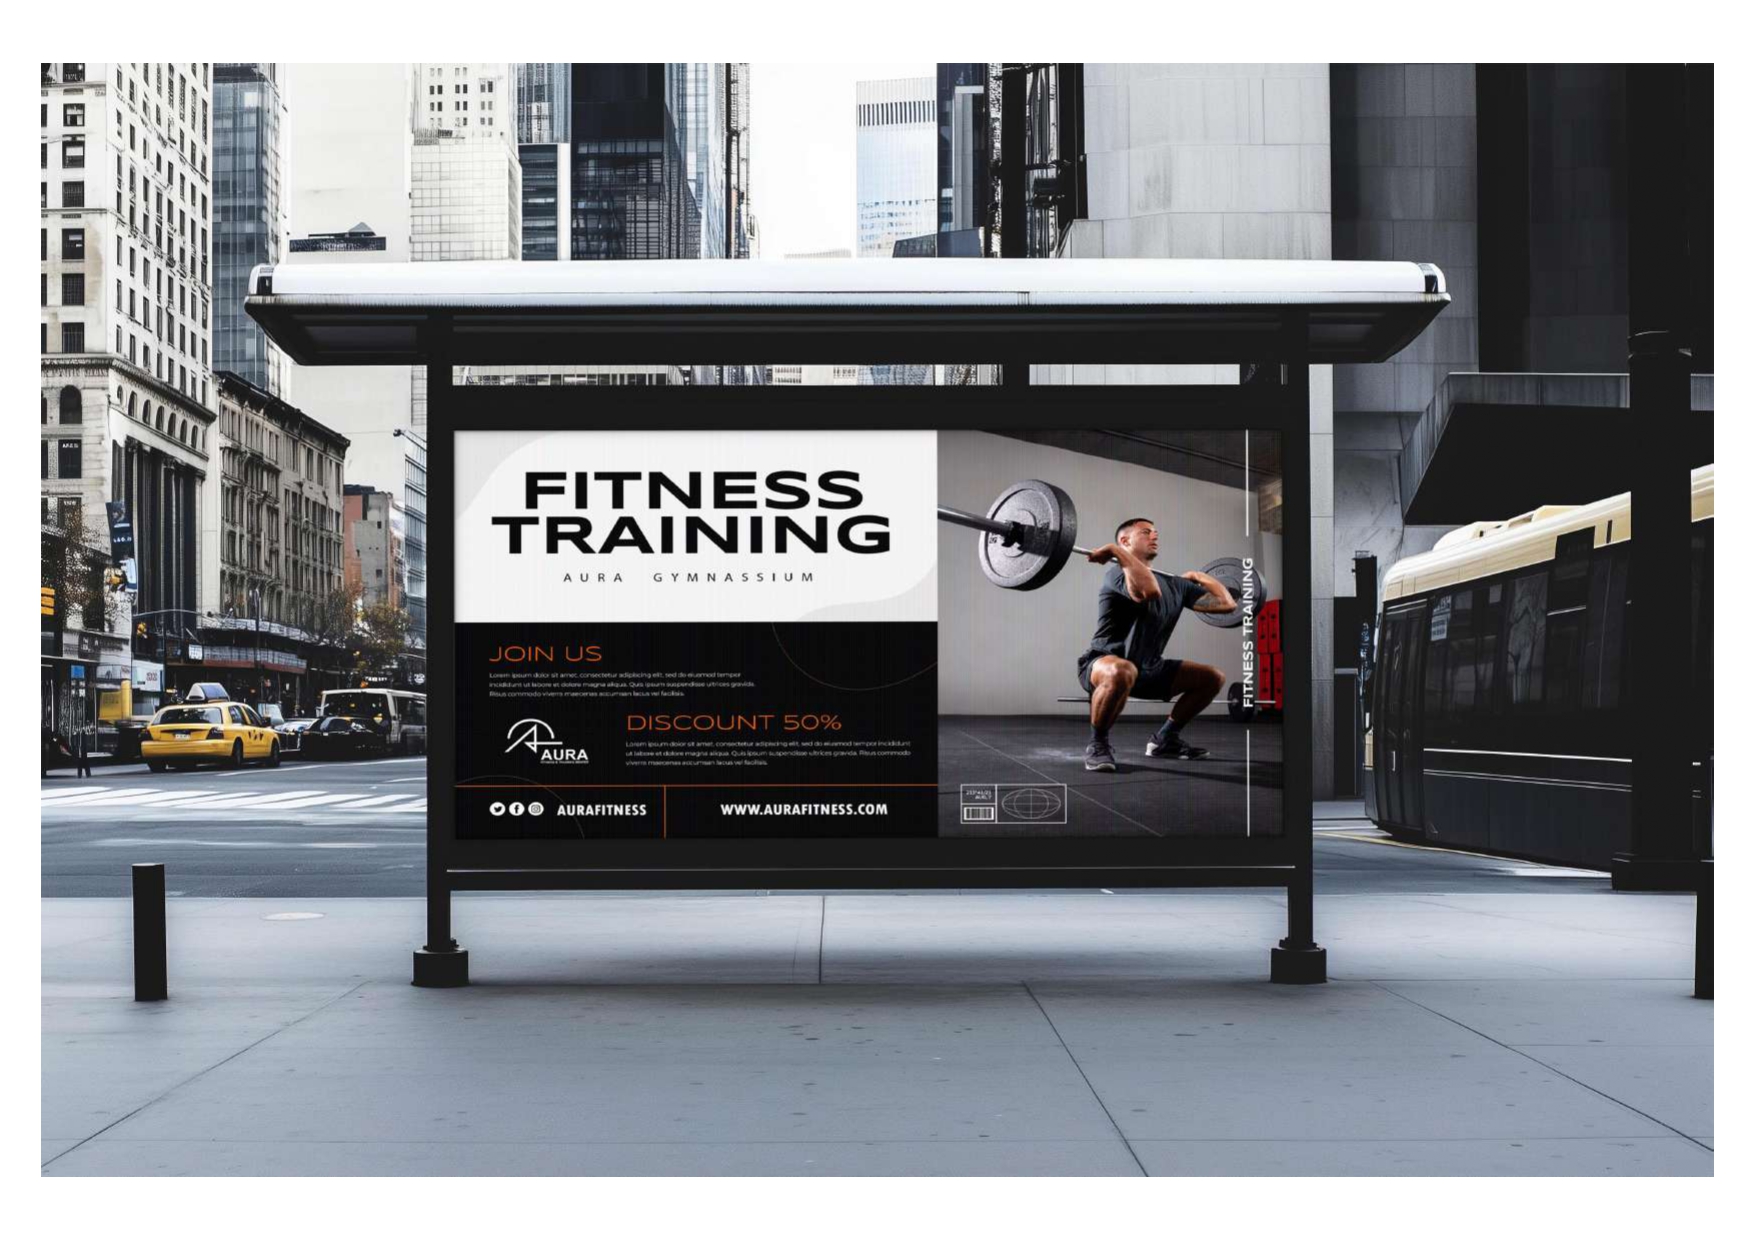 FITNESS
TRAINING
AURA GYMNASSIUM
JOIN US
Lorem ipsum dolor sit amet, consectetur adipiscing elit, sed do eiusmod tempor
incididunt ut labore et dolore magna aliqua. Quis ipsum suspendisse ultrices gravida.
Risus commodo viverra maecenas accumsan lacus vel facilisis.
DISCOUNT 50%
Lorem ipsum dolor sit amet, consectetur adipiscing elit, sed do eiusmod tempor incididunt
ut labore et dolore magna aliqua. Quis ipsum suspendisse ultrices gravida. Risus commodo
viverra maecenas accumsan lacus vel facilisis.
AURA
AURAFITNESS
WWW.AURAFITNESS.COM
FITNESS TRAINING